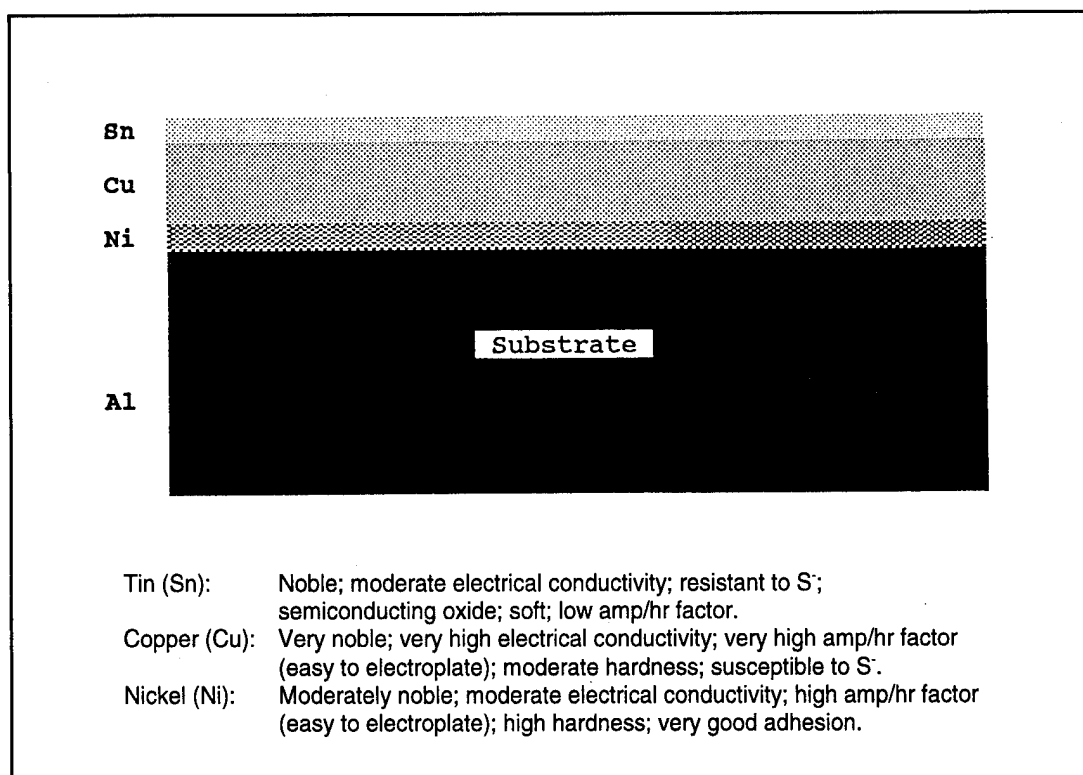 Sn
Cu
Ni
Substrate
Al
Tin (Sn): Noble; moderate electrical conductivity; resistant to S⁻;
semiconducting oxide; soft; low amp/hr factor.
Copper (Cu): Very noble; very high electrical conductivity; very high amp/hr factor
(easy to electroplate); moderate hardness; susceptible to S⁻.
Nickel (Ni): Moderately noble; moderate electrical conductivity; high amp/hr factor
(easy to electroplate); high hardness; very good adhesion.